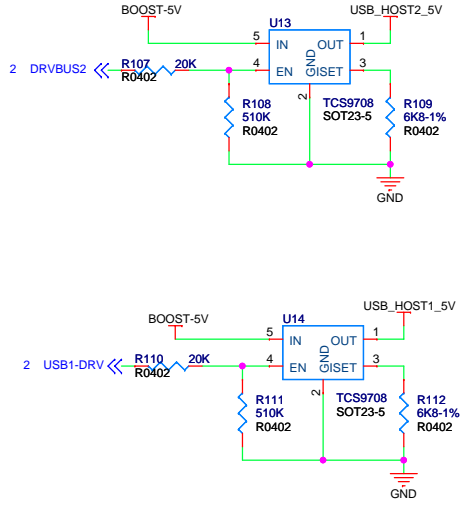 BOOST-5V
USB_HOST2_5V
U13
5 IN OUT 1
2 DRVBUS2 R107 20K
R0402
4 EN GND ISET 3
2
R108
510K
R0402
TCS9708
SOT23-5
R109
6K8-1%
R0402
GND
BOOST-5V
USB_HOST1_5V
U14
5 IN OUT 1
2 USB1-DRV R110 20K
R0402
4 EN GND ISET 3
2
R111
510K
R0402
TCS9708
SOT23-5
R112
6K8-1%
R0402
GND